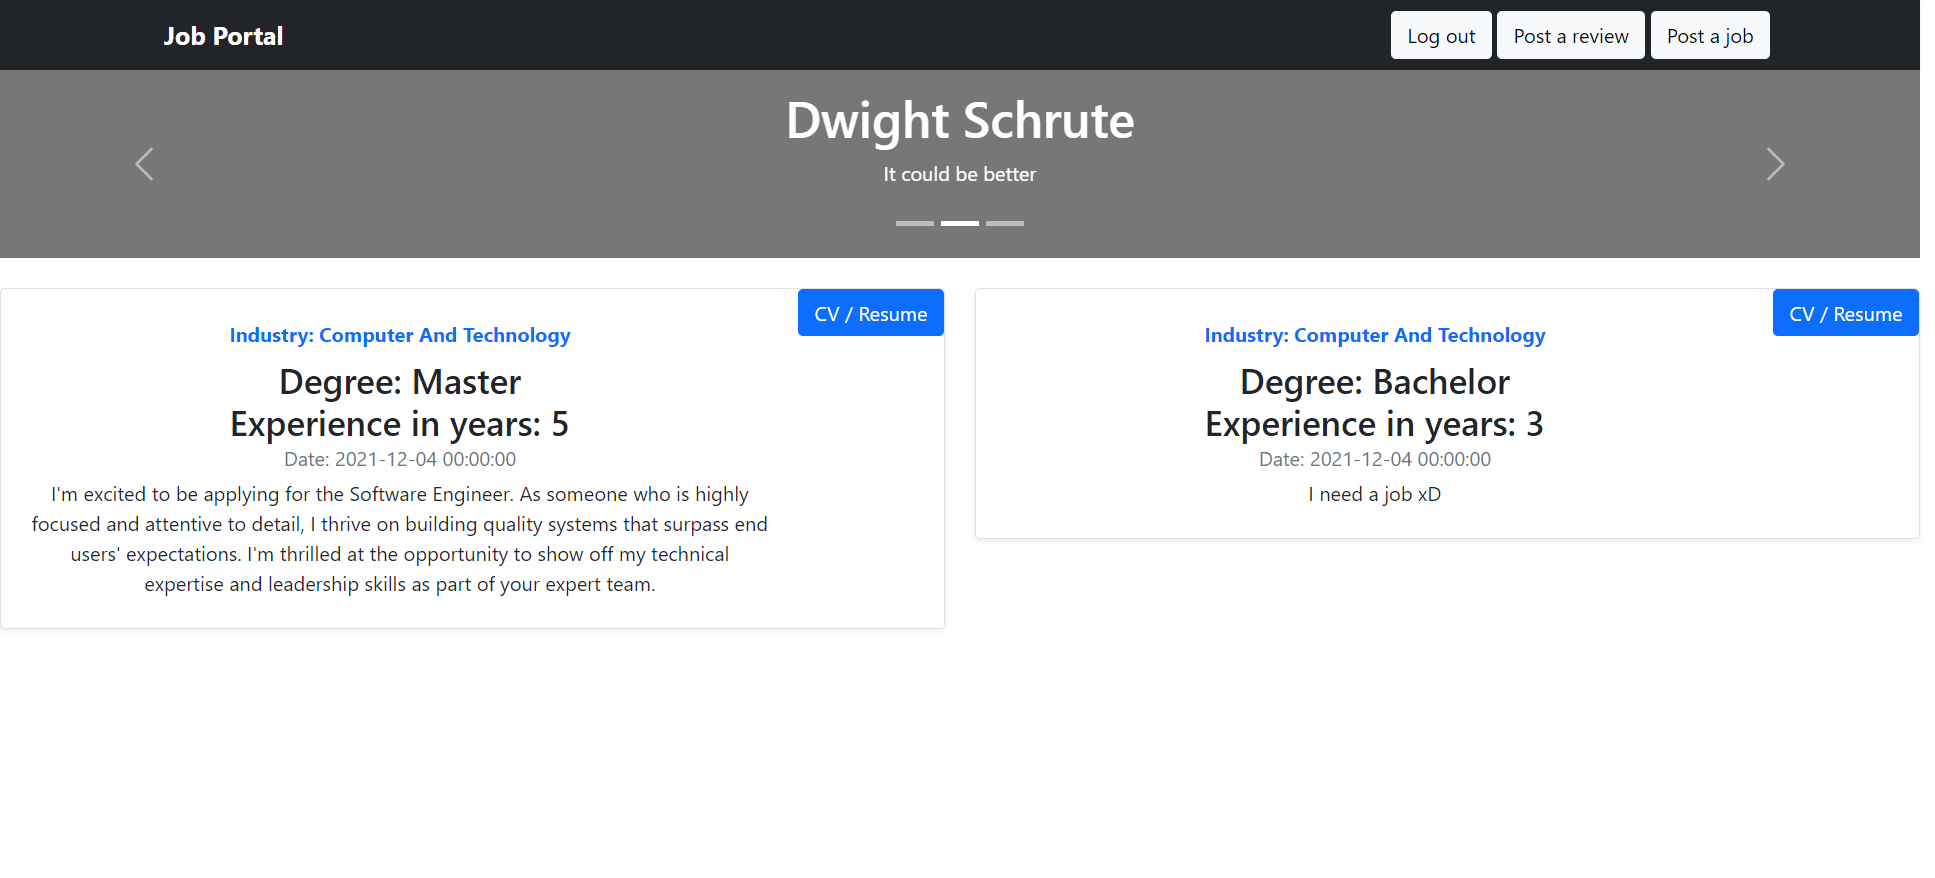 Job Portal
Log out
Post a review
Post a job
Dwight Schrute
It could be better
CV / Resume
Industry: Computer And Technology
Degree: Master
Experience in years: 5
Date: 2021-12-04 00:00:00
I'm excited to be applying for the Software Engineer. As someone who is highly
focused and attentive to detail, I thrive on building quality systems that surpass end
users' expectations. I'm thrilled at the opportunity to show off my technical
expertise and leadership skills as part of your expert team.
CV / Resume
Industry: Computer And Technology
Degree: Bachelor
Experience in years: 3
Date: 2021-12-04 00:00:00
I need a job xD